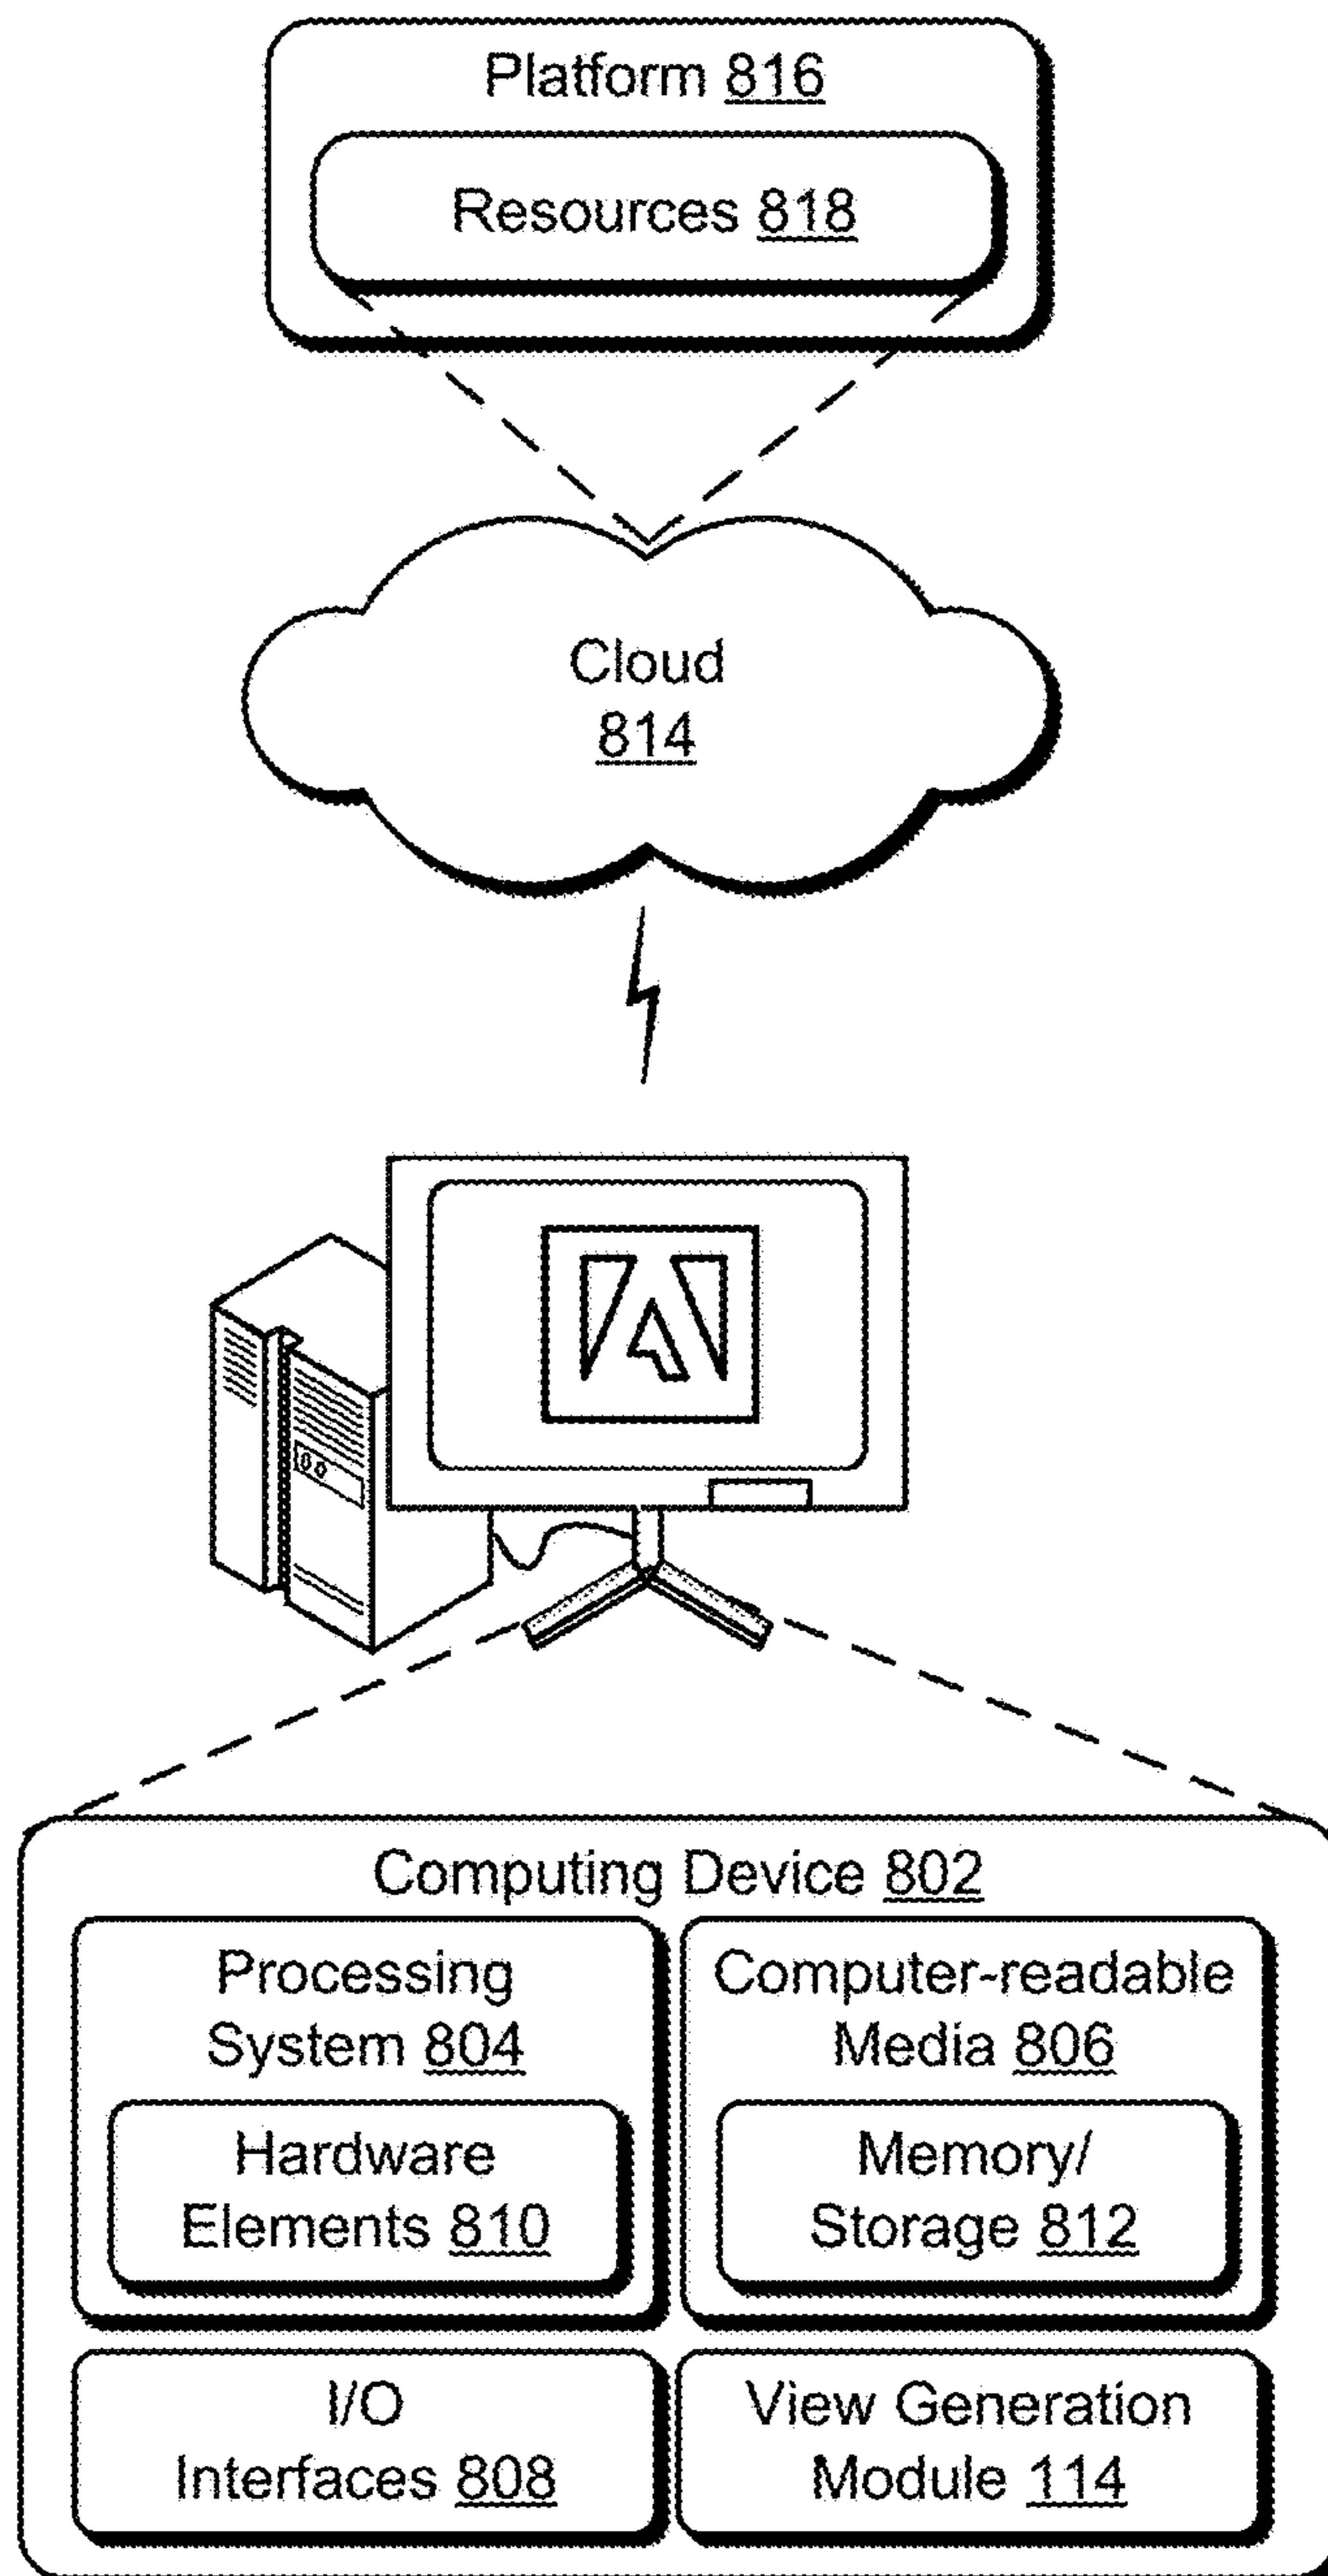 Platform 816
Resources 818
Cloud
814
Computing Device 802
Processing
System 804
Hardware
Elements 810
Computer-readable
Media 806
Memory/
Storage 812
I/O
Interfaces 808
View Generation
Module 114